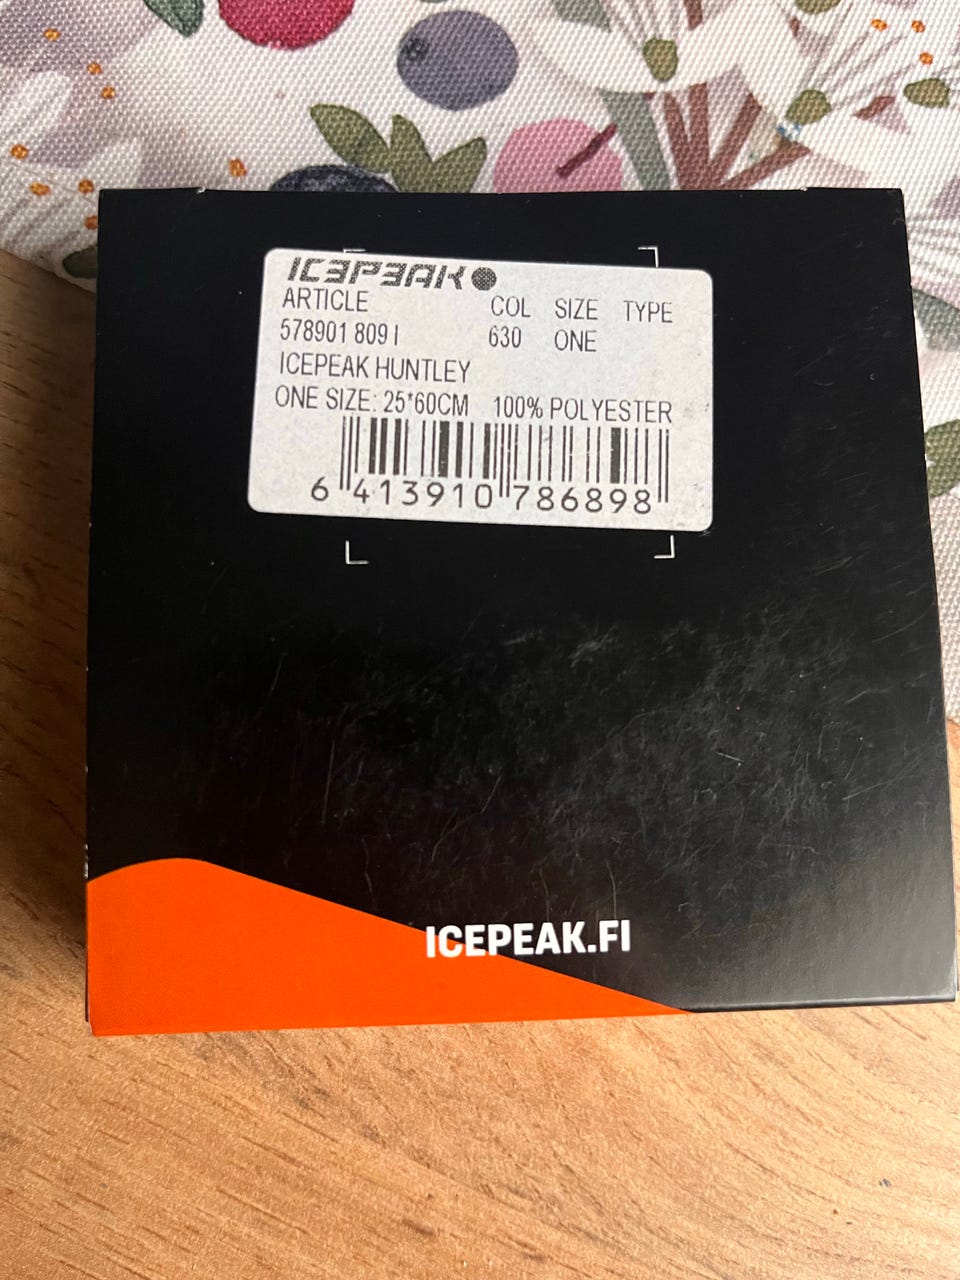 ICEPEAK
ARTICLE COL SIZE TYPE
578901 809 I 630 ONE
ICEPEAK HUNTLEY
ONE SIZE: 25*60CM 100% POLYESTER
6 413910 786898
ICEPEAK.FI